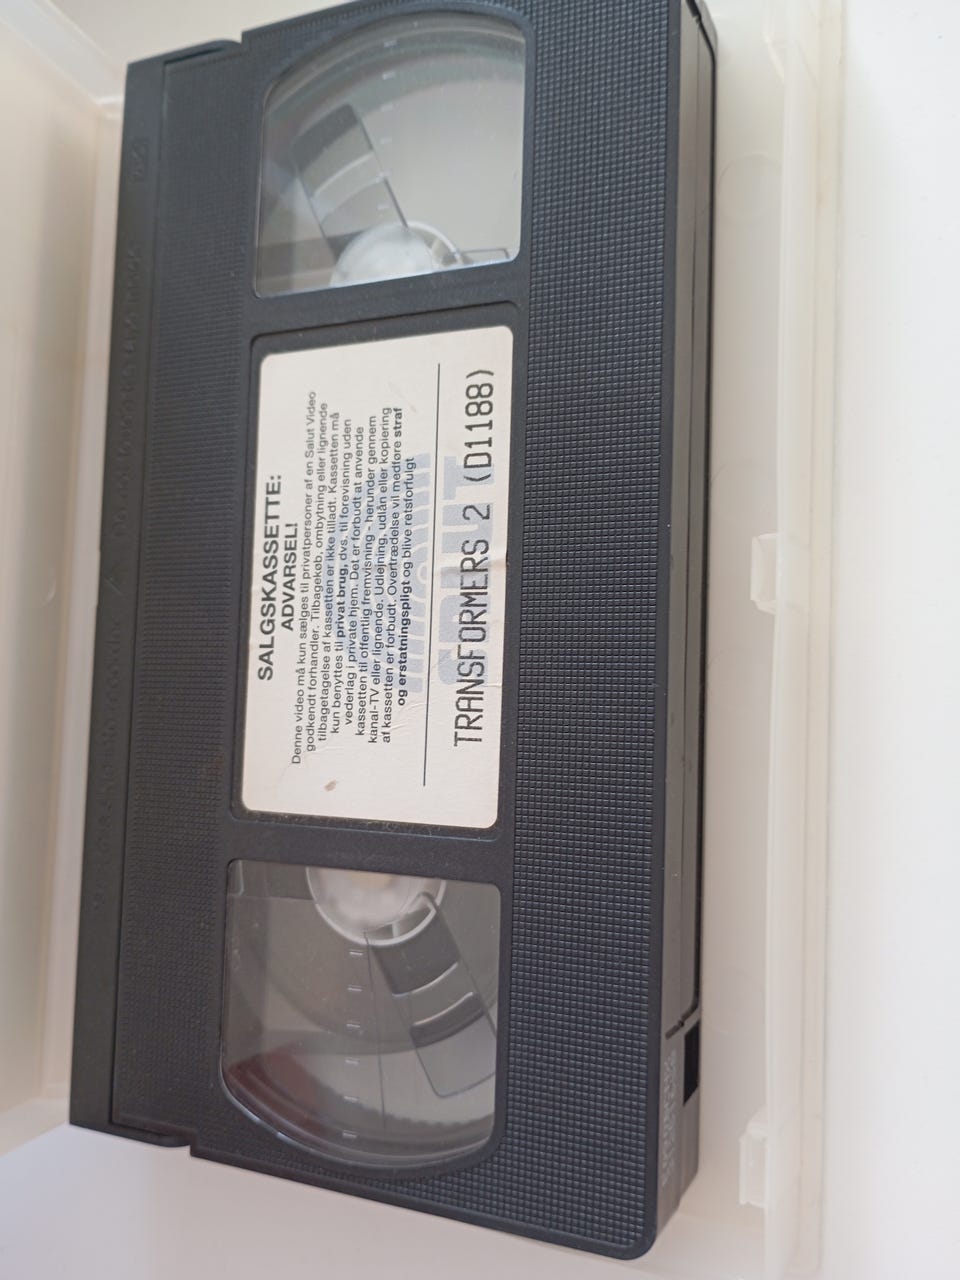 SALGSKASSETTE:
ADVARSEL!
Denne video må kun sælges til privatpersoner af en Salut Video
godkendt forhandler. Tilbagekøb, ombytning eller lignende
tilbagetagelse af kassetten er ikke tilladt. Kassetten må
kun benyttes til privat brug, dvs. til forevisning uden
vederlag i private hjem. Det er forbudt at anvende
kassetten til offentlig fremvisning - herunder gennem
kanal-TV eller lignende. Udlejning, udlån eller kopiering
af kassetten er forbudt. Overtrædelse vil medføre straf
og erstatningspligt og blive retsforfulgt
TRANSFORMERS 2 (D1188)